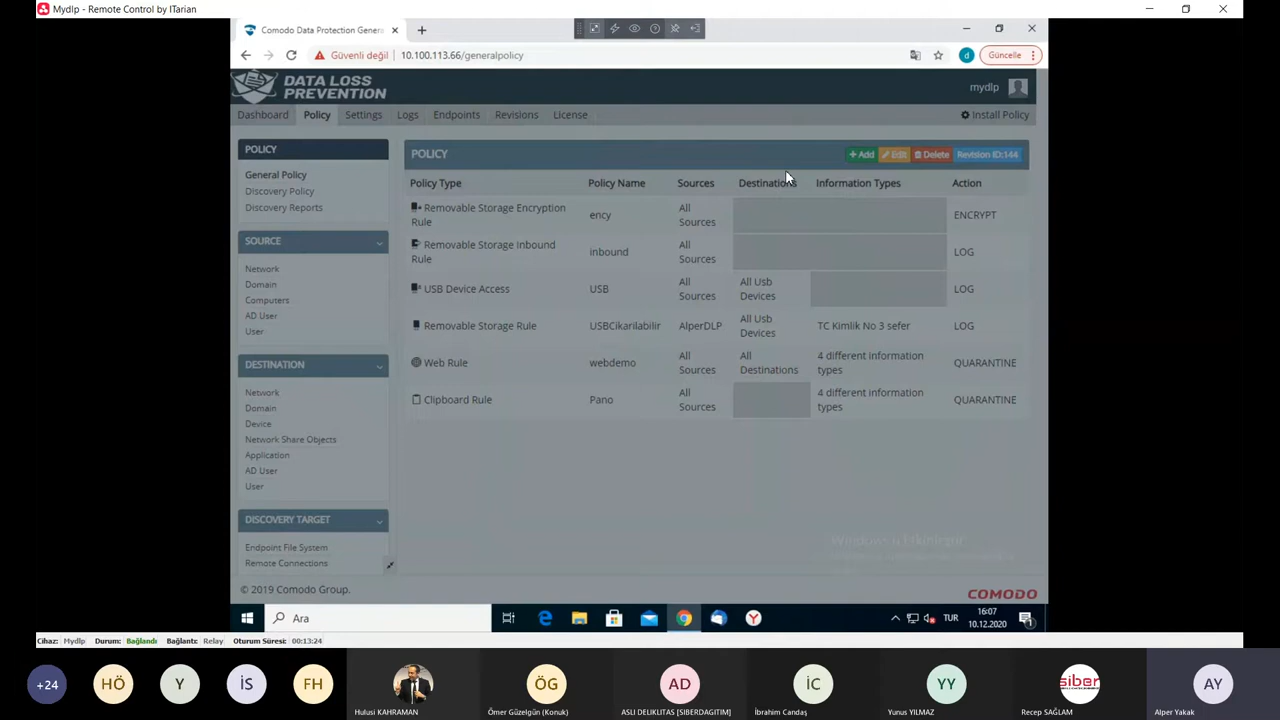 Mydlp - Remote Control by ITarian
Comodo Data Protection Genera
Güvenli değil
10.100.113.66/generalpolicy
d
Güncelle
DATA LOSS
PREVENTION
mydlp
Dashboard Policy Settings Logs Endpoints Revisions License
Install Policy
POLICY
General Policy
Discovery Policy
Discovery Reports
SOURCE
Network
Domain
Computers
AD User
User
DESTINATION
Network
Domain
Device
Network Share Objects
Application
AD User
User
DISCOVERY TARGET
Endpoint File System
Remote Connections
POLICY
+ Add Edit Delete Revision ID:144
Policy Type Policy Name Sources Destinations Information Types Action
Removable Storage Encryption
Rule
ency
All
Sources
ENCRYPT
Removable Storage Inbound
Rule
inbound
All
Sources
LOG
USB Device Access
USB
All
Sources
All Usb
Devices
LOG
Removable Storage Rule
USBCikarilabilir
AlperDLP
All Usb
Devices
TC Kimlik No 3 sefer
LOG
Web Rule
webdemo
All
Sources
All
Destinations
4 different information
types
QUARANTINE
Clipboard Rule
Pano
All
Sources
4 different information
types
QUARANTINE
© 2019 Comodo Group.
COMODO
Ara
TUR
16:07
10.12.2020
1
Cihaz: Mydlp Durum: Bağlandı Bağlantı: Relay Oturum Süresi: 00:13:24
+24
HÖ
Y
İS
FH
Hulusi KAHRAMAN
ÖG
Ömer Güzelgün (Konuk)
AD
ASLI DELIKLITAS [SIBERDAGITIM]
İC
İbrahim Candaş
YY
Yunus YILMAZ
siber
Recep SAĞLAM
AY
Alper Yakak